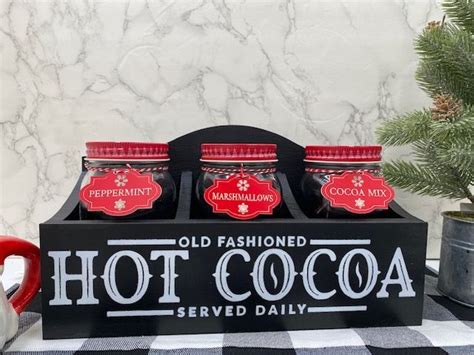 PEPPERMINT
MARSHMALLOWS
COCOA MIX
OLD FASHIONED
HOT COCOA
SERVED DAILY